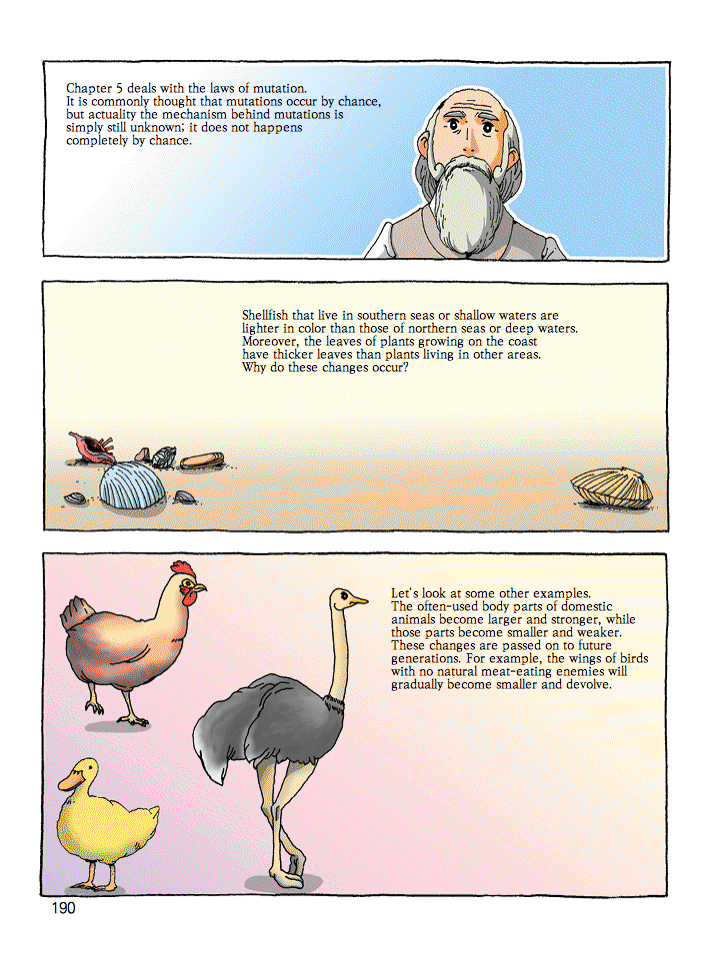 Chapter 5 deals with the laws of mutation.
It is commonly thought that mutations occur by chance,
but actuality the mechanism behind mutations is
simply still unknown; it does not happens
completely by chance.
Shellfish that live in southern seas or shallow waters are
lighter in color than those of northern seas or deep waters.
Moreover, the leaves of plants growing on the coast
have thicker leaves than plants living in other areas.
Why do these changes occur?
Let's look at some other examples.
The often-used body parts of domestic
animals become larger and stronger, while
those parts become smaller and weaker.
These changes are passed on to future
generations. For example, the wings of birds
with no natural meat-eating enemies will
gradually become smaller and devolve.
190